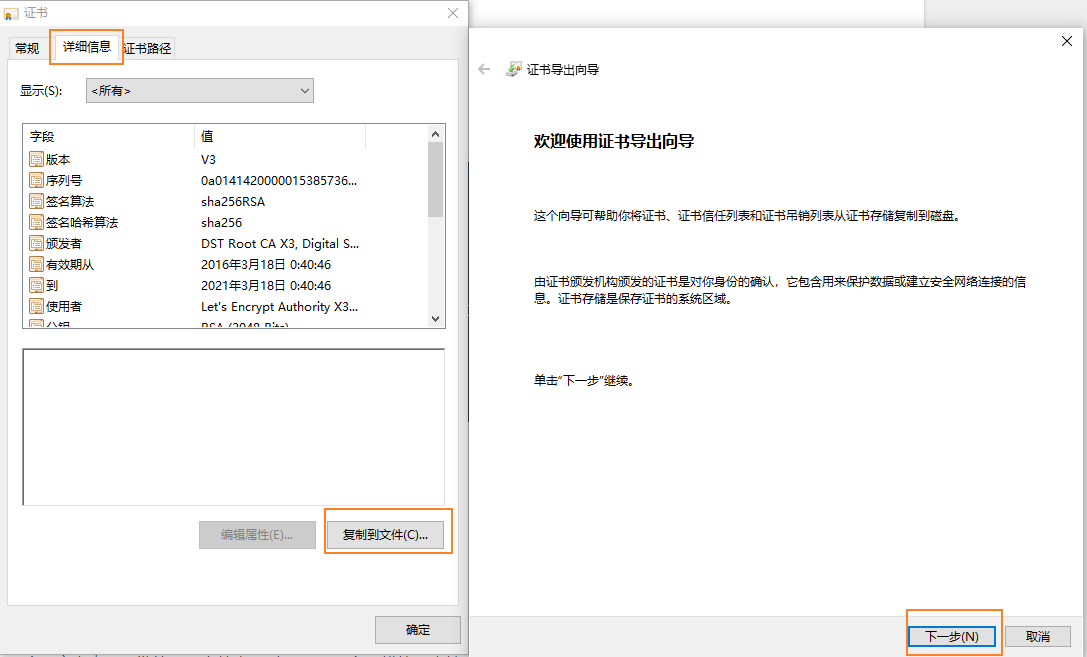 证书
常规
详细信息
证书路径
显示(S):
<所有>
字段 值
版本 V3
序列号 0a0141420000015385736...
签名算法 sha256RSA
签名哈希算法 sha256
颁发者 DST Root CA X3, Digital S...
有效期从 2016年3月18日 0:40:46
到 2021年3月18日 0:40:46
使用者 Let's Encrypt Authority X3...
公钥 RSA (2048 Bits)
编辑属性(E)...
复制到文件(C)...
确定
证书导出向导
欢迎使用证书导出向导
这个向导可帮助你将证书、证书信任列表和证书吊销列表从证书存储复制到磁盘。
由证书颁发机构颁发的证书是对你身份的确认，它包含用来保护数据或建立安全网络连接的信
息。证书存储是保存证书的系统区域。
单击"下一步"继续。
下一步(N)
取消